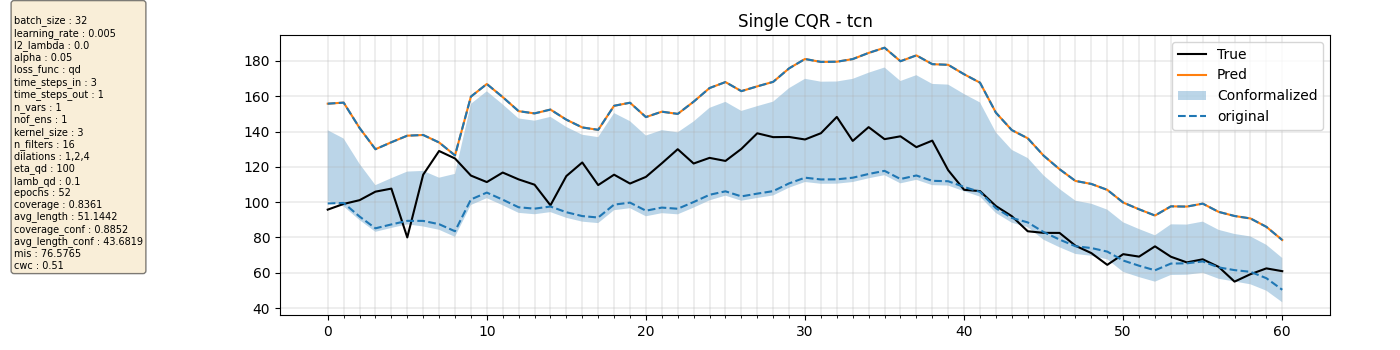 batch_size : 32
learning_rate : 0.005
l2_lambda : 0.0
alpha : 0.05
loss_func : qd
time_steps_in : 3
time_steps_out : 1
n_vars : 1
nof_ens : 1
kernel_size : 3
n_filters : 16
dilations : 1,2,4
eta_qd : 100
lamb_qd : 0.1
epochs : 52
coverage : 0.8361
avg_length : 51.1442
coverage_conf : 0.8852
avg_length_conf : 43.6819
mis : 76.5765
cwc : 0.51
Single CQR - tcn
180
160
140
120
100
80
60
40
0 10 20 30 40 50 60
True
Pred
Conformalized
original